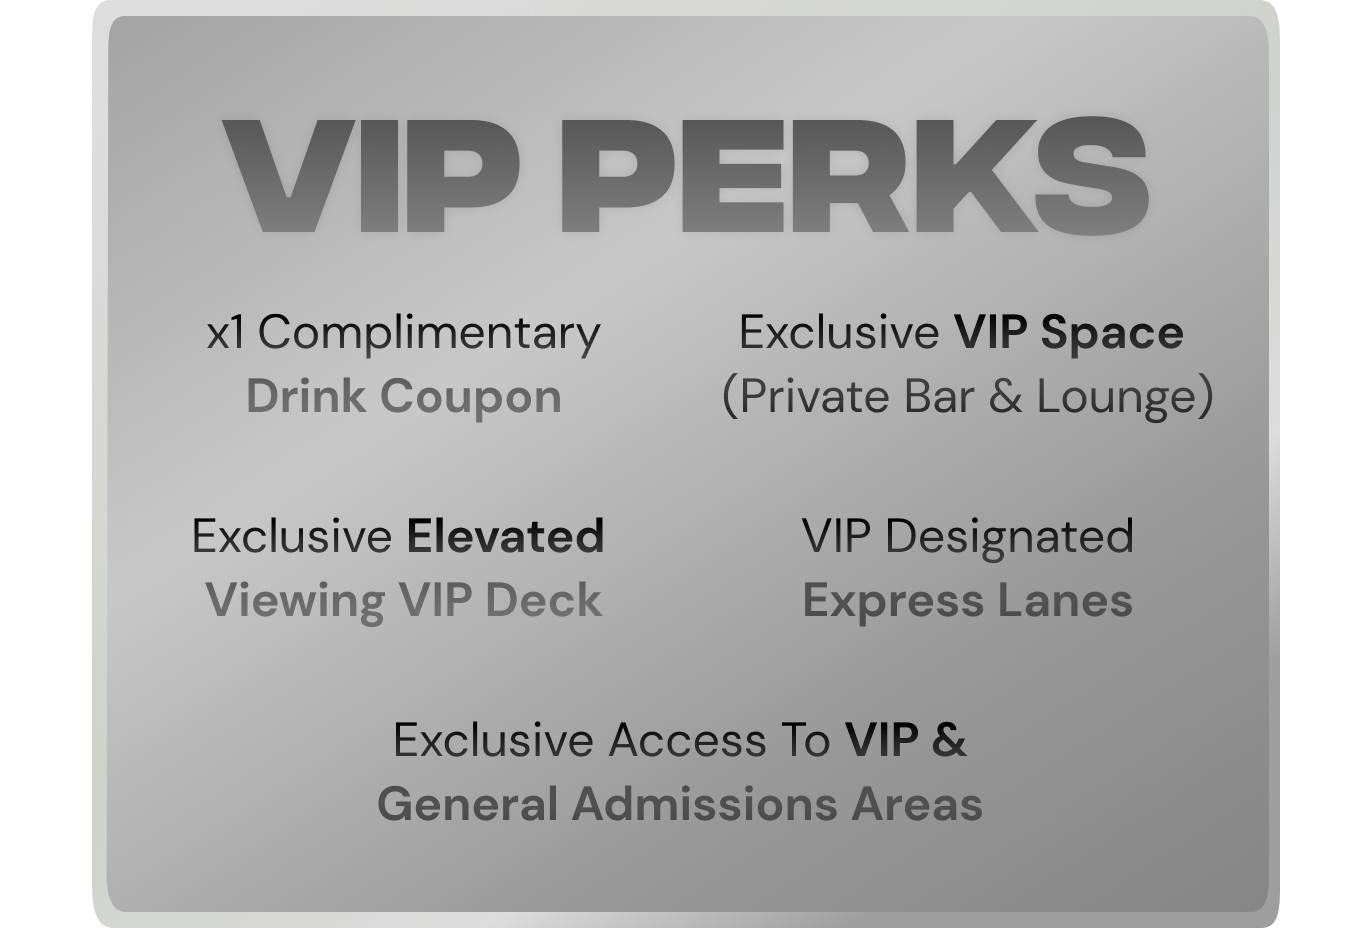 VIP PERKS
x1 Complimentary
Drink Coupon
Exclusive VIP Space
(Private Bar & Lounge)
Exclusive Elevated
Viewing VIP Deck
VIP Designated
Express Lanes
Exclusive Access To VIP &
General Admissions Areas